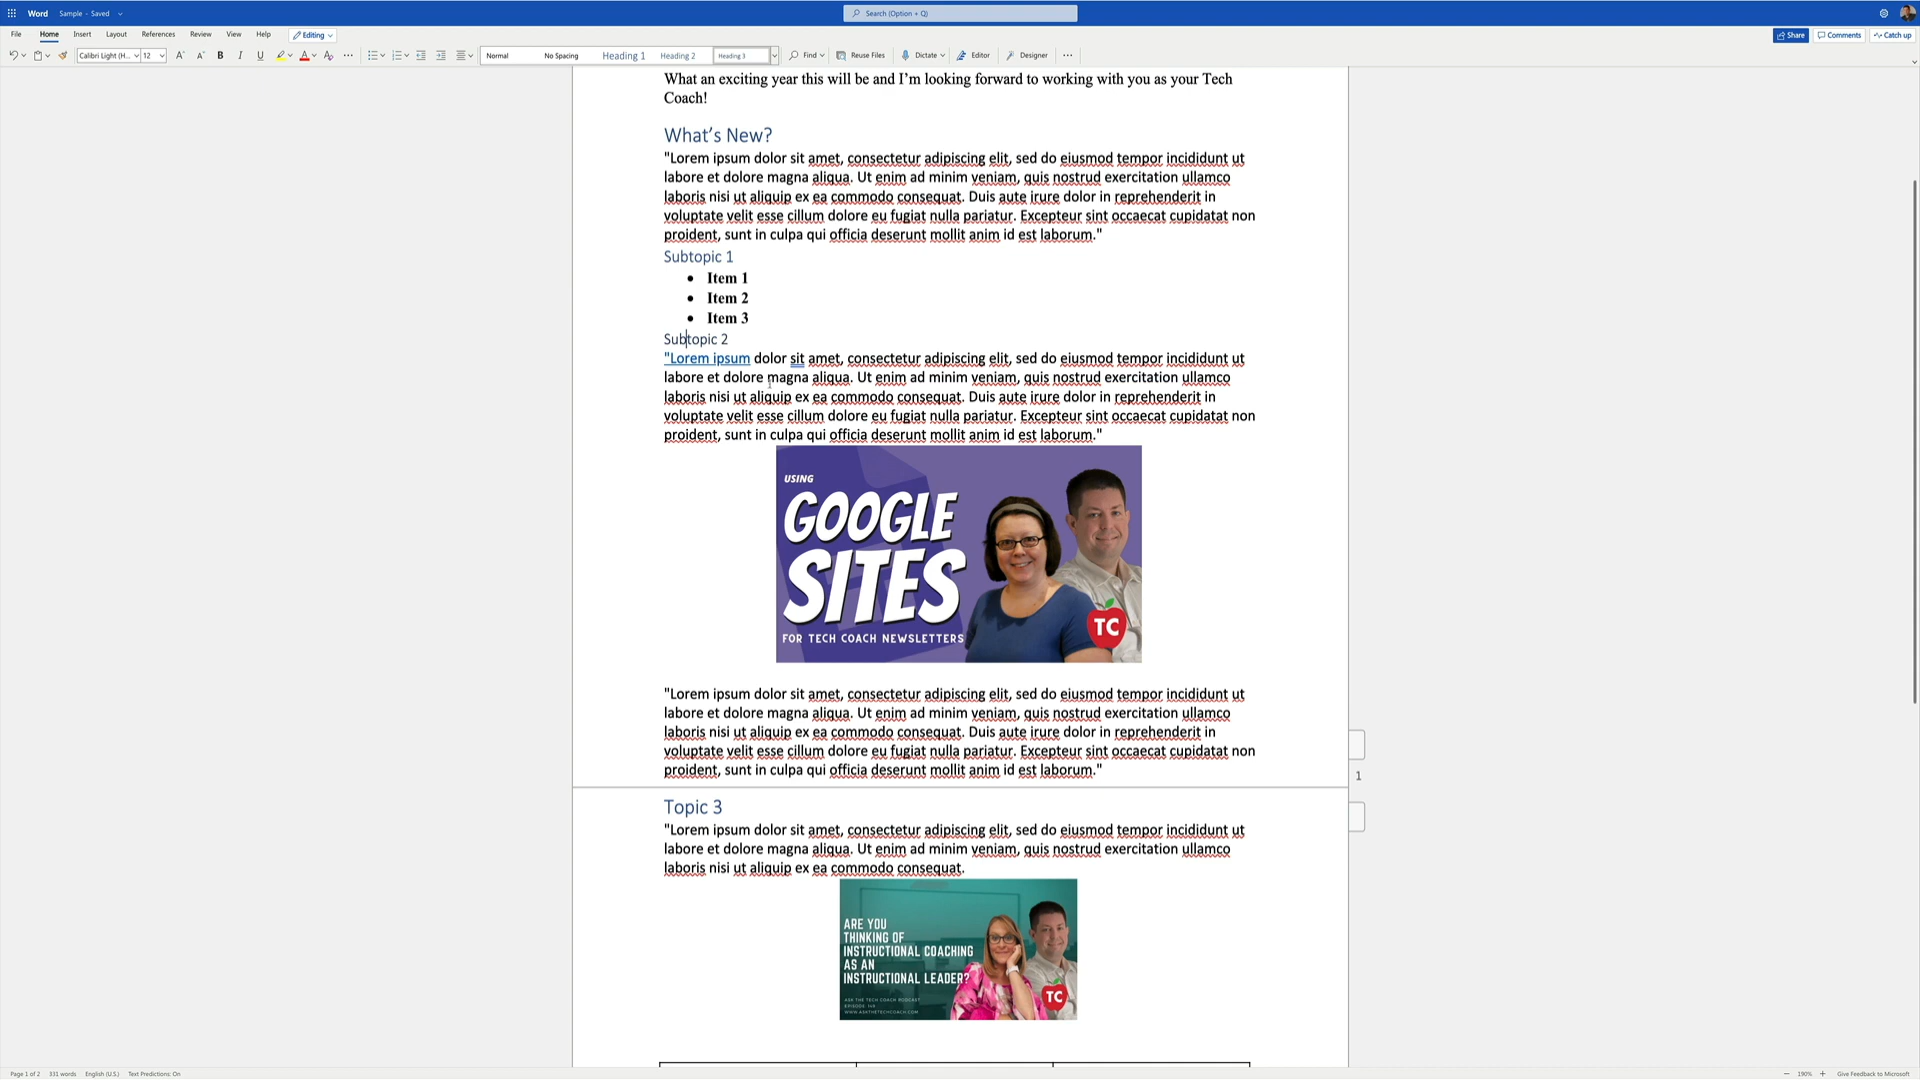 Word Sample - Saved
Search (Option + Q)
File Home Insert Layout References Review View Help Editing
Share Comments Catch up
Calibri Light (H... 12 A A B I U A A Normal No Spacing Heading 1 Heading 2 Heading 3 Find Reuse Files Dictate Editor Designer
What an exciting year this will be and I’m looking forward to working with you as your Tech
Coach!
What’s New?
"Lorem ipsum dolor sit amet, consectetur adipiscing elit, sed do eiusmod tempor incididunt ut
labore et dolore magna aliqua. Ut enim ad minim veniam, quis nostrud exercitation ullamco
laboris nisi ut aliquip ex ea commodo consequat. Duis aute irure dolor in reprehenderit in
voluptate velit esse cillum dolore eu fugiat nulla pariatur. Excepteur sint occaecat cupidatat non
proident, sunt in culpa qui officia deserunt mollit anim id est laborum."
Subtopic 1
• Item 1
• Item 2
• Item 3
Subtopic 2
"Lorem ipsum dolor sit amet, consectetur adipiscing elit, sed do eiusmod tempor incididunt ut
labore et dolore magna aliqua. Ut enim ad minim veniam, quis nostrud exercitation ullamco
laboris nisi ut aliquip ex ea commodo consequat. Duis aute irure dolor in reprehenderit in
voluptate velit esse cillum dolore eu fugiat nulla pariatur. Excepteur sint occaecat cupidatat non
proident, sunt in culpa qui officia deserunt mollit anim id est laborum."
USING
GOOGLE
SITES
FOR TECH COACH NEWSLETTERS
TC
"Lorem ipsum dolor sit amet, consectetur adipiscing elit, sed do eiusmod tempor incididunt ut
labore et dolore magna aliqua. Ut enim ad minim veniam, quis nostrud exercitation ullamco
laboris nisi ut aliquip ex ea commodo consequat. Duis aute irure dolor in reprehenderit in
voluptate velit esse cillum dolore eu fugiat nulla pariatur. Excepteur sint occaecat cupidatat non
proident, sunt in culpa qui officia deserunt mollit anim id est laborum."
1
Topic 3
"Lorem ipsum dolor sit amet, consectetur adipiscing elit, sed do eiusmod tempor incididunt ut
labore et dolore magna aliqua. Ut enim ad minim veniam, quis nostrud exercitation ullamco
laboris nisi ut aliquip ex ea commodo consequat.
ARE YOU
THINKING OF
INSTRUCTIONAL COACHING
AS AN
INSTRUCTIONAL LEADER?
ASK THE TECH COACH PODCAST
EPISODE 169
WWW.ASKTHETECHCOACH.COM
TC
Page 1 of 2 331 words English (U.S.) Text Predictions: On
190% Give Feedback to Microsoft